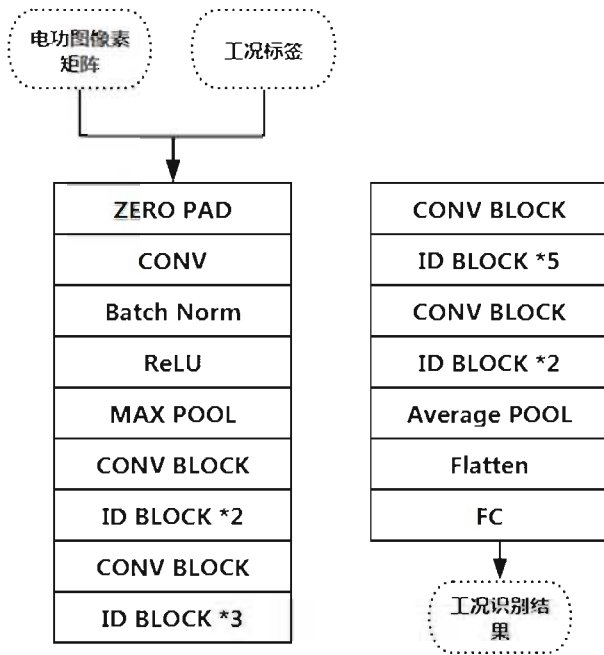 电功图像素
矩阵
工况标签
ZERO PAD
CONV
Batch Norm
ReLU
MAX POOL
CONV BLOCK
ID BLOCK *2
CONV BLOCK
ID BLOCK *3
CONV BLOCK
ID BLOCK *5
CONV BLOCK
ID BLOCK *2
Average POOL
Flatten
FC
工况识别结
果